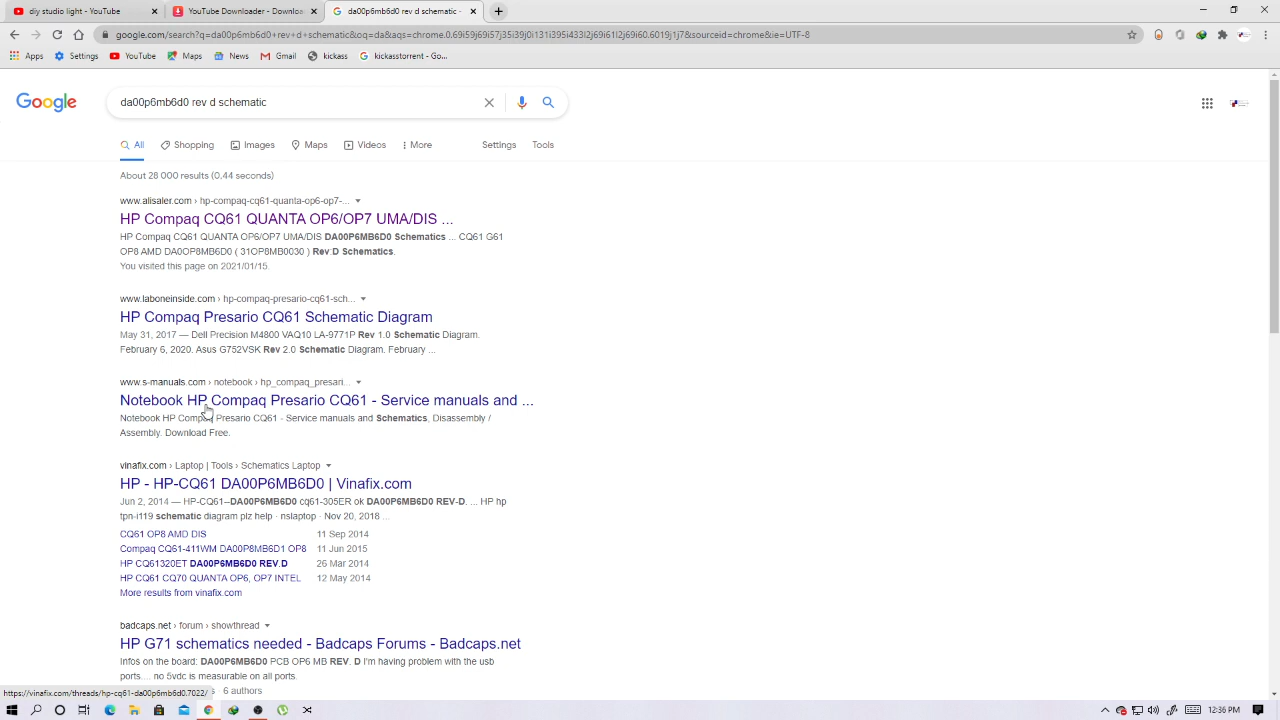 diy studio light - YouTube
YouTube Downloader - Downloa
da00p6mb6d0 rev d schematic -
google.com/search?q=da00p6mb6d0+rev+d+schematic&oq=da&aqs=chrome.0.69i59j69i57j35i39j0i131i395i433l2j69i61j2j69i60.6019j1j7&sourceid=chrome&ie=UTF-8
Apps Settings YouTube Maps News Gmail kickass kickasstorrent - Go...
Google da00p6mb6d0 rev d schematic
All Shopping Images Maps Videos More Settings Tools
About 28 000 results (0.44 seconds)
www.alisaler.com › hp-compaq-cq61-quanta-op6-op7-...
HP Compaq CQ61 QUANTA OP6/OP7 UMA/DIS ...
HP Compaq CQ61 QUANTA OP6/OP7 UMA/DIS DA00P6MB6D0 Schematics ... CQ61 G61
OP8 AMD DA0OP8MB6D0 ( 31OP8MB0030 ) Rev:D Schematics.
You visited this page on 2021/01/15.
www.laboneinside.com › hp-compaq-presario-cq61-sch...
HP Compaq Presario CQ61 Schematic Diagram
May 31, 2017 — Dell Precision M4800 VAQ10 LA-9771P Rev 1.0 Schematic Diagram.
February 6, 2020. Asus G752VSK Rev 2.0 Schematic Diagram. February ...
www.s-manuals.com › notebook › hp_compaq_presari...
Notebook HP Compaq Presario CQ61 - Service manuals and ...
Notebook HP Compaq Presario CQ61 - Service manuals and Schematics, Disassembly /
Assembly. Download Free.
vinafix.com › Laptop | Tools › Schematics Laptop
HP - HP-CQ61 DA00P6MB6D0 | Vinafix.com
Jun 2, 2014 — HP-CQ61--DA00P6MB6D0 cq61-305ER ok DA00P6MB6D0 REV-D. ... HP hp
tpn-i119 schematic diagram plz help · nslaptop - Nov 20, 2018 ...
CQ61 OP8 AMD DIS 11 Sep 2014
Compaq CQ61-411WM DA00P8MB6D1 OP8 11 Jun 2015
HP CQ61320ET DA00P6MB6D0 REV.D 26 Mar 2014
HP CQ61 CQ70 QUANTA OP6, OP7 INTEL 12 May 2014
More results from vinafix.com
badcaps.net › forum › showthread
HP G71 schematics needed - Badcaps Forums - Badcaps.net
Infos on the board: DA00P6MB6D0 PCB OP6 MB REV. D I'm having problem with the usb
ports.... no 5vdc is measurable on all ports.
6 authors
https://vinafix.com/threads/hp-cq61-da00p6mb6d0.7022/
12:36 PM